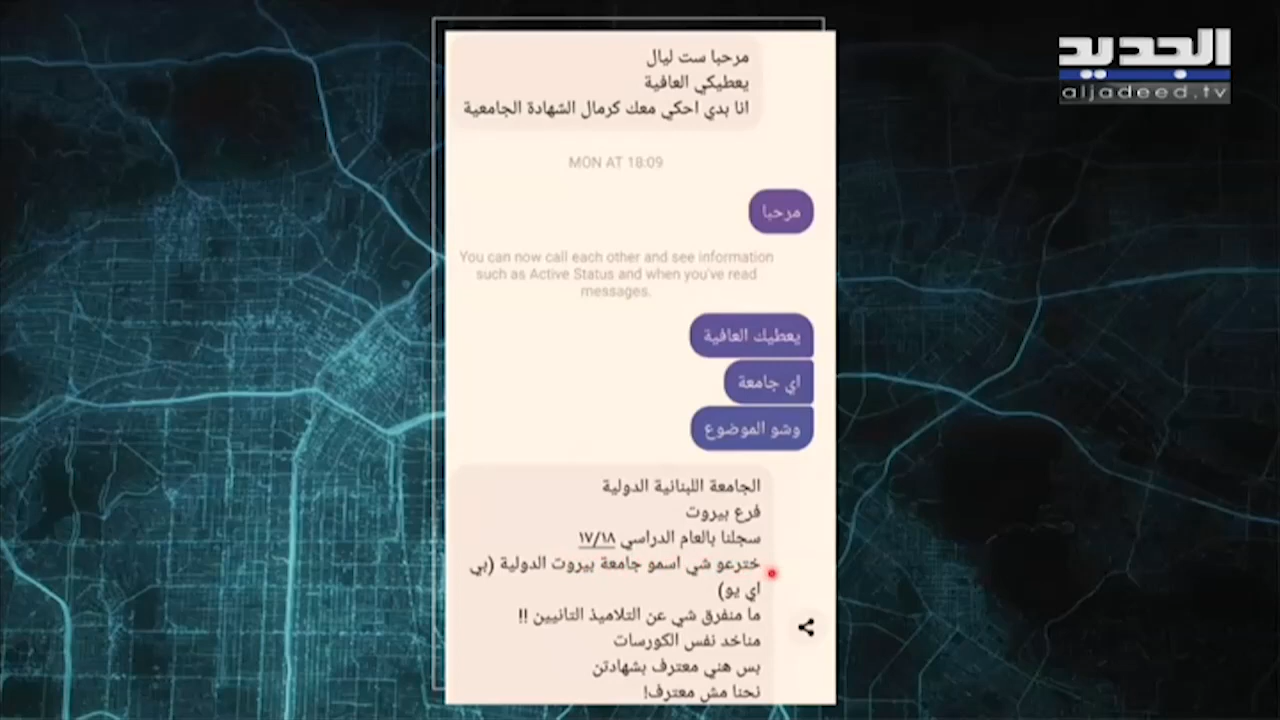 الجديد
aljadeed.tv
مرحبا ست ليال
يعطيكي العافية
انا بدي احكي معك كرمال الشهادة الجامعية
MON AT 18:09
مرحبا
You can now call each other and see information
such as Active Status and when you've read
messages.
يعطيك العافية
اي جامعة
وشو الموضوع
الجامعة اللبنانية الدولية
فرع بيروت
سجلنا بالعام الدراسي ١٧/١٨
خترعو شي اسمو جامعة بيروت الدولية (بي
اي يو)
ما منفرق شي عن التلاميذ التانيين !!
مناخد نفس الكورسات
بس هني معترف بشهادتن
نحنا مش معترف!